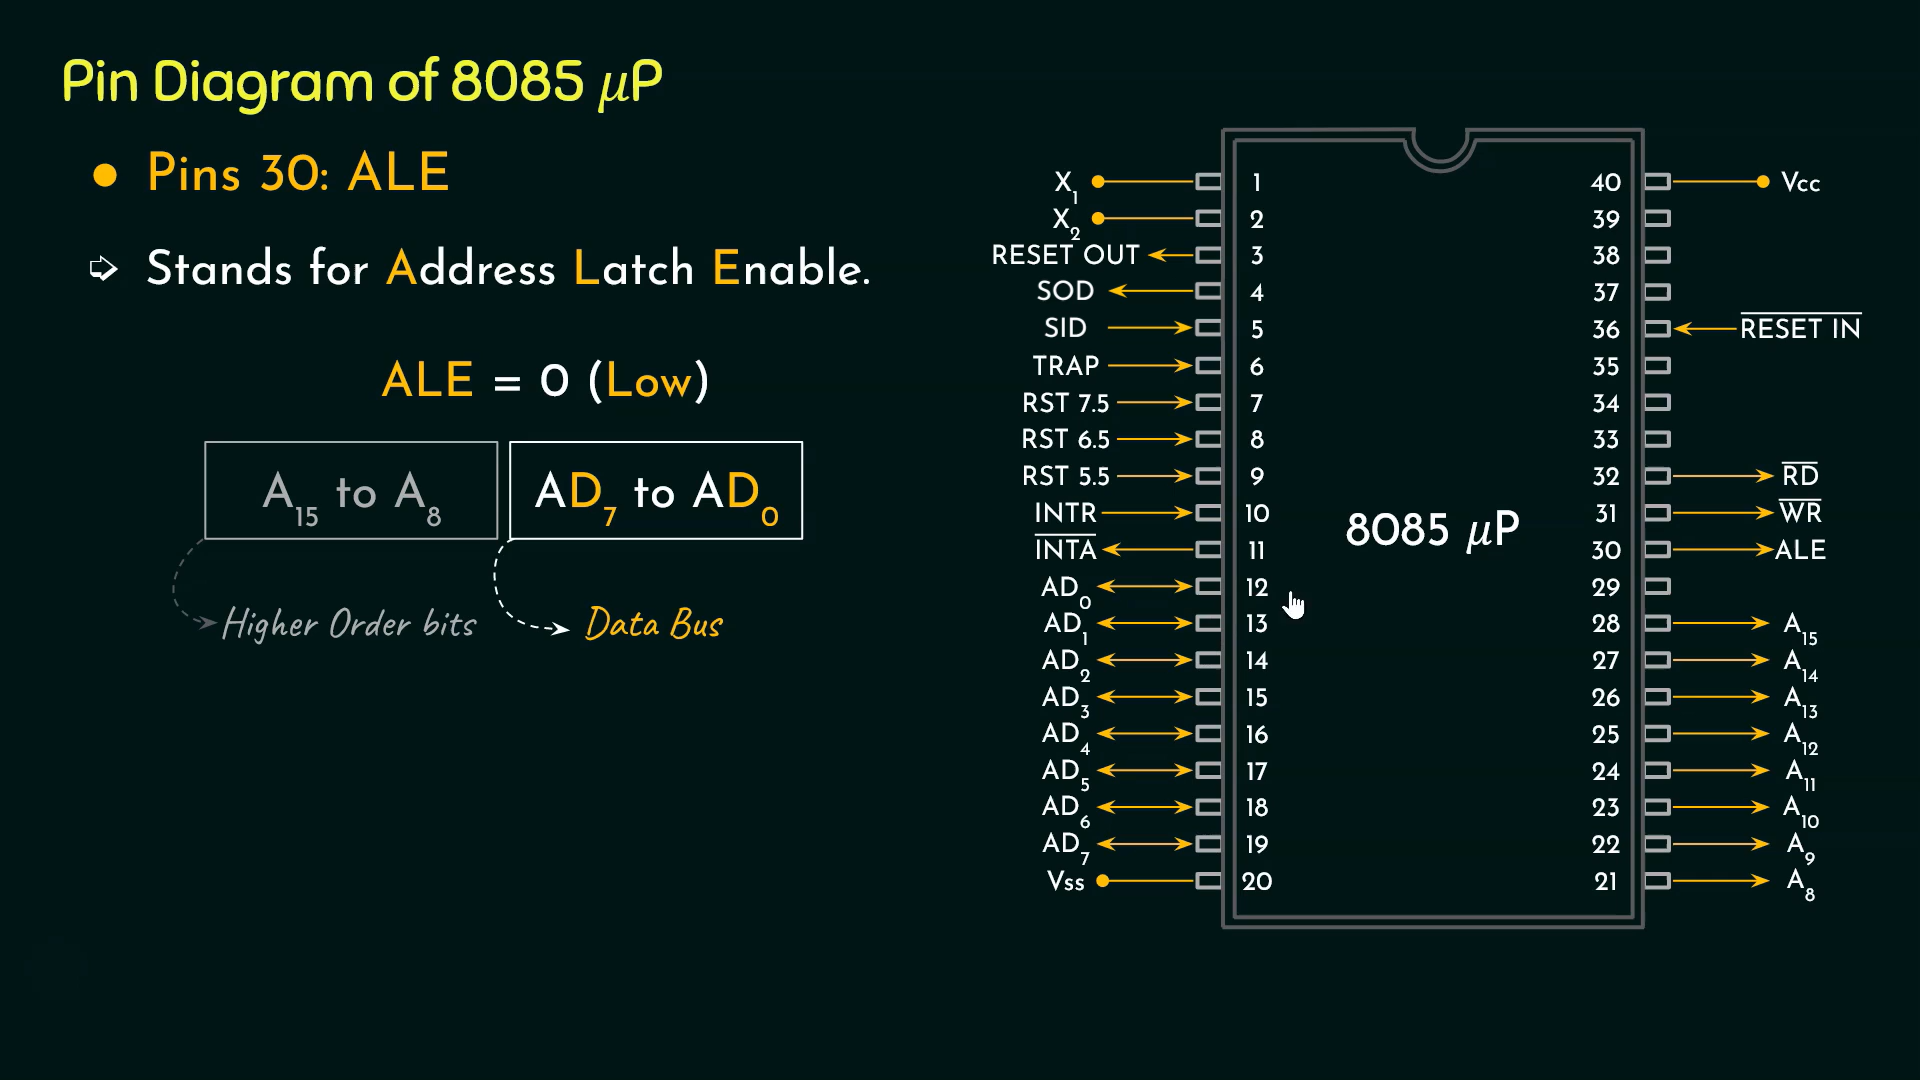 Pin Diagram of 8085 μP
Pins 30: ALE
Stands for Address Latch Enable.
ALE = 0 (Low)
A15 to A8
AD7 to AD0
Higher Order bits
Data Bus
X1 1 40 Vcc
X2 2 39
RESET OUT 3 38
SOD 4 37
SID 5 36 RESET IN
TRAP 6 35
RST 7.5 7 34
RST 6.5 8 33
RST 5.5 9 32 RD
INTR 10 31 WR
INTA 11 30 ALE
8085 μP
AD0 12 29
AD1 13 28 A15
AD2 14 27 A14
AD3 15 26 A13
AD4 16 25 A12
AD5 17 24 A11
AD6 18 23 A10
AD7 19 22 A9
Vss 20 21 A8